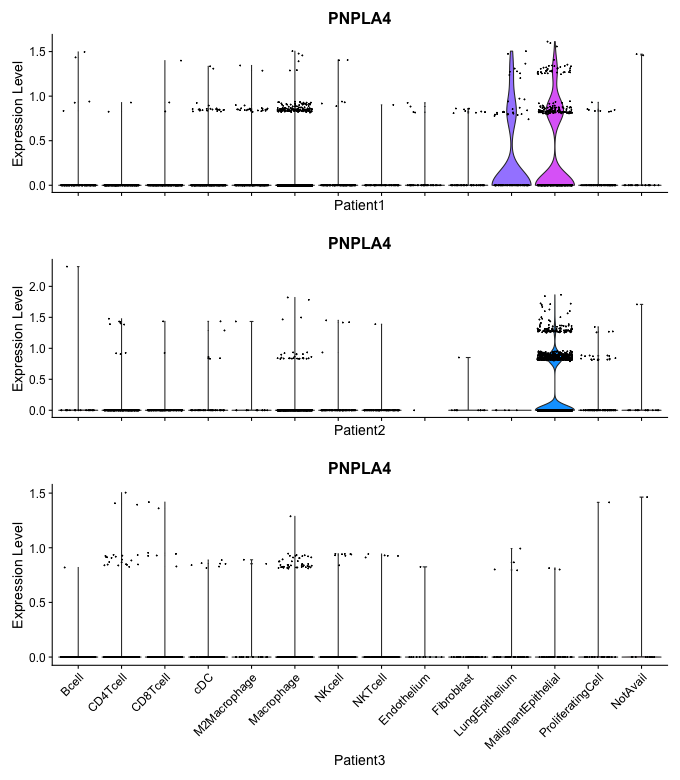 PNPLA4
Expression Level
1.5
1.0
0.5
0.0
Patient1
PNPLA4
Expression Level
2.0
1.5
1.0
0.5
0.0
Patient2
PNPLA4
Expression Level
1.5
1.0
0.5
0.0
Bcell
CD4Tcell
CD8Tcell
cDC
M2Macrophage
Macrophage
NKcell
NKTcell
Endothelium
Fibroblast
LungEpithelium
MalignantEpithelial
ProliferatingCell
NotAvail
Patient3